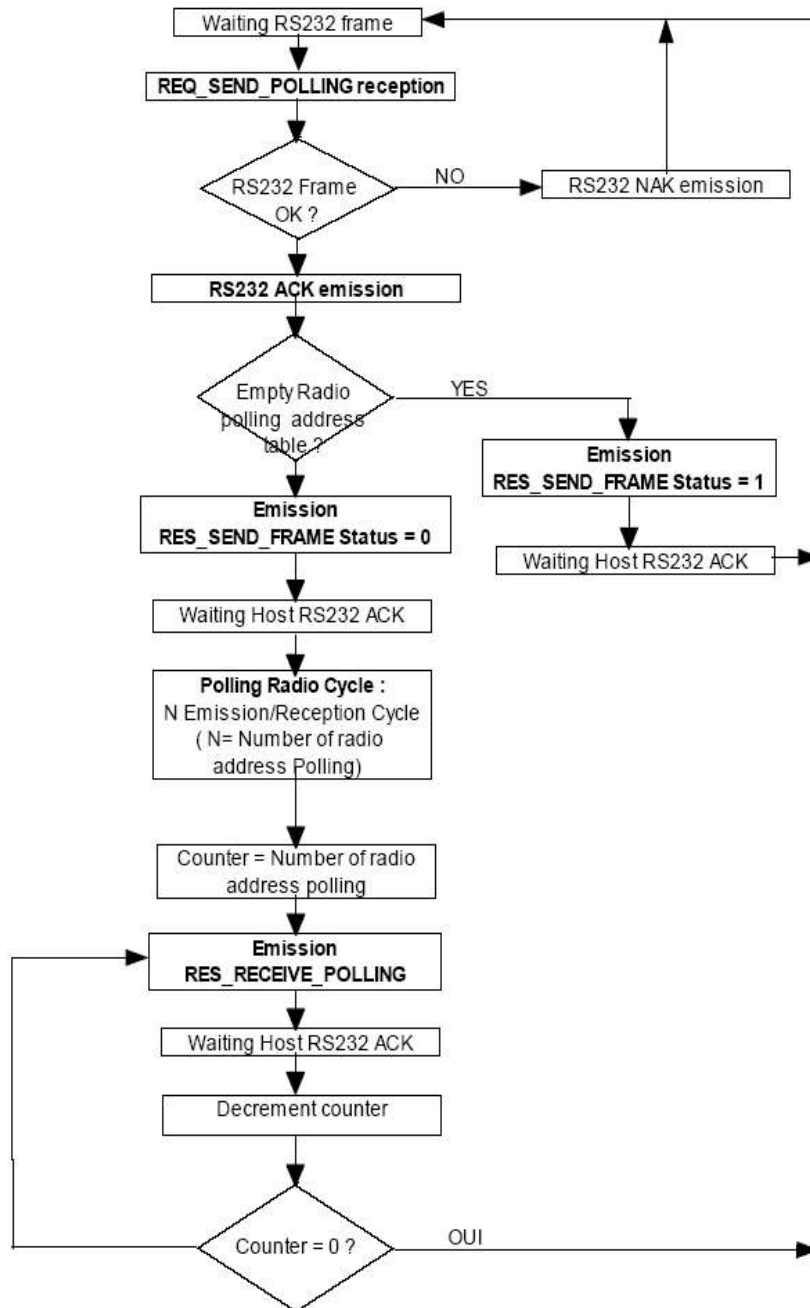 Waiting RS232 frame
REQ_SEND_POLLING reception
RS232 Frame
OK ?
NO
RS232 NAK emission
RS232 ACK emission
Empty Radio
polling address
table ?
YES
Emission
RES_SEND_FRAME Status = 1
Waiting Host RS232 ACK
Emission
RES_SEND_FRAME Status = 0
Waiting Host RS232 ACK
Polling Radio Cycle :
N Emission/Reception Cycle
( N= Number of radio
address Polling)
Counter = Number of radio
address polling
Emission
RES_RECEIVE_POLLING
Waiting Host RS232 ACK
Decrement counter
Counter = 0 ?
OUI